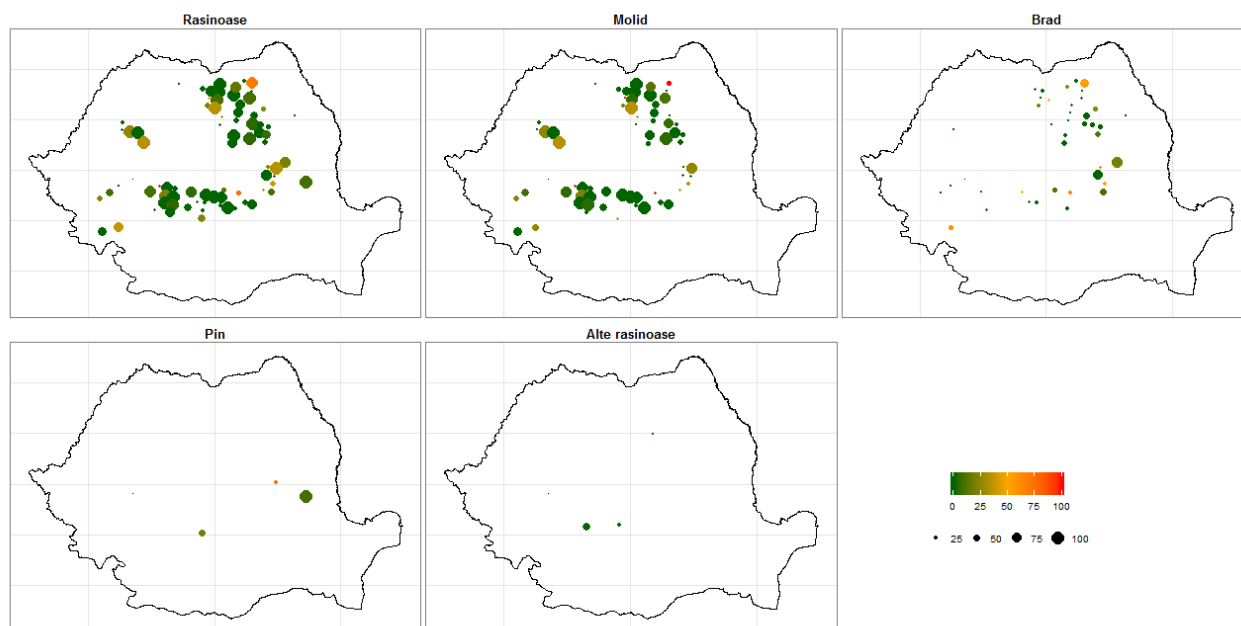 Rasinoase
Molid
Brad
Pin
Alte rasinoase
0 25 50 75 100
25 50 75 100